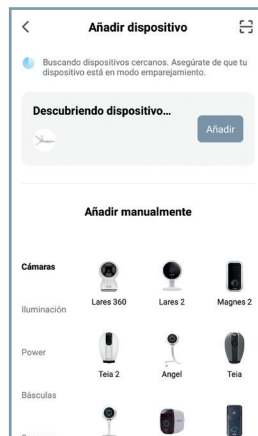 Añadir dispositivo
Buscando dispositivos cercanos. Asegúrate de que tu
dispositivo está en modo emparejamiento.
Descubriendo dispositivo...
Añadir
Añadir manualmente
Cámaras
Lares 360
Lares 2
Magnes 2
Iluminación
Power
Teia 2
Angel
Teia
Básculas